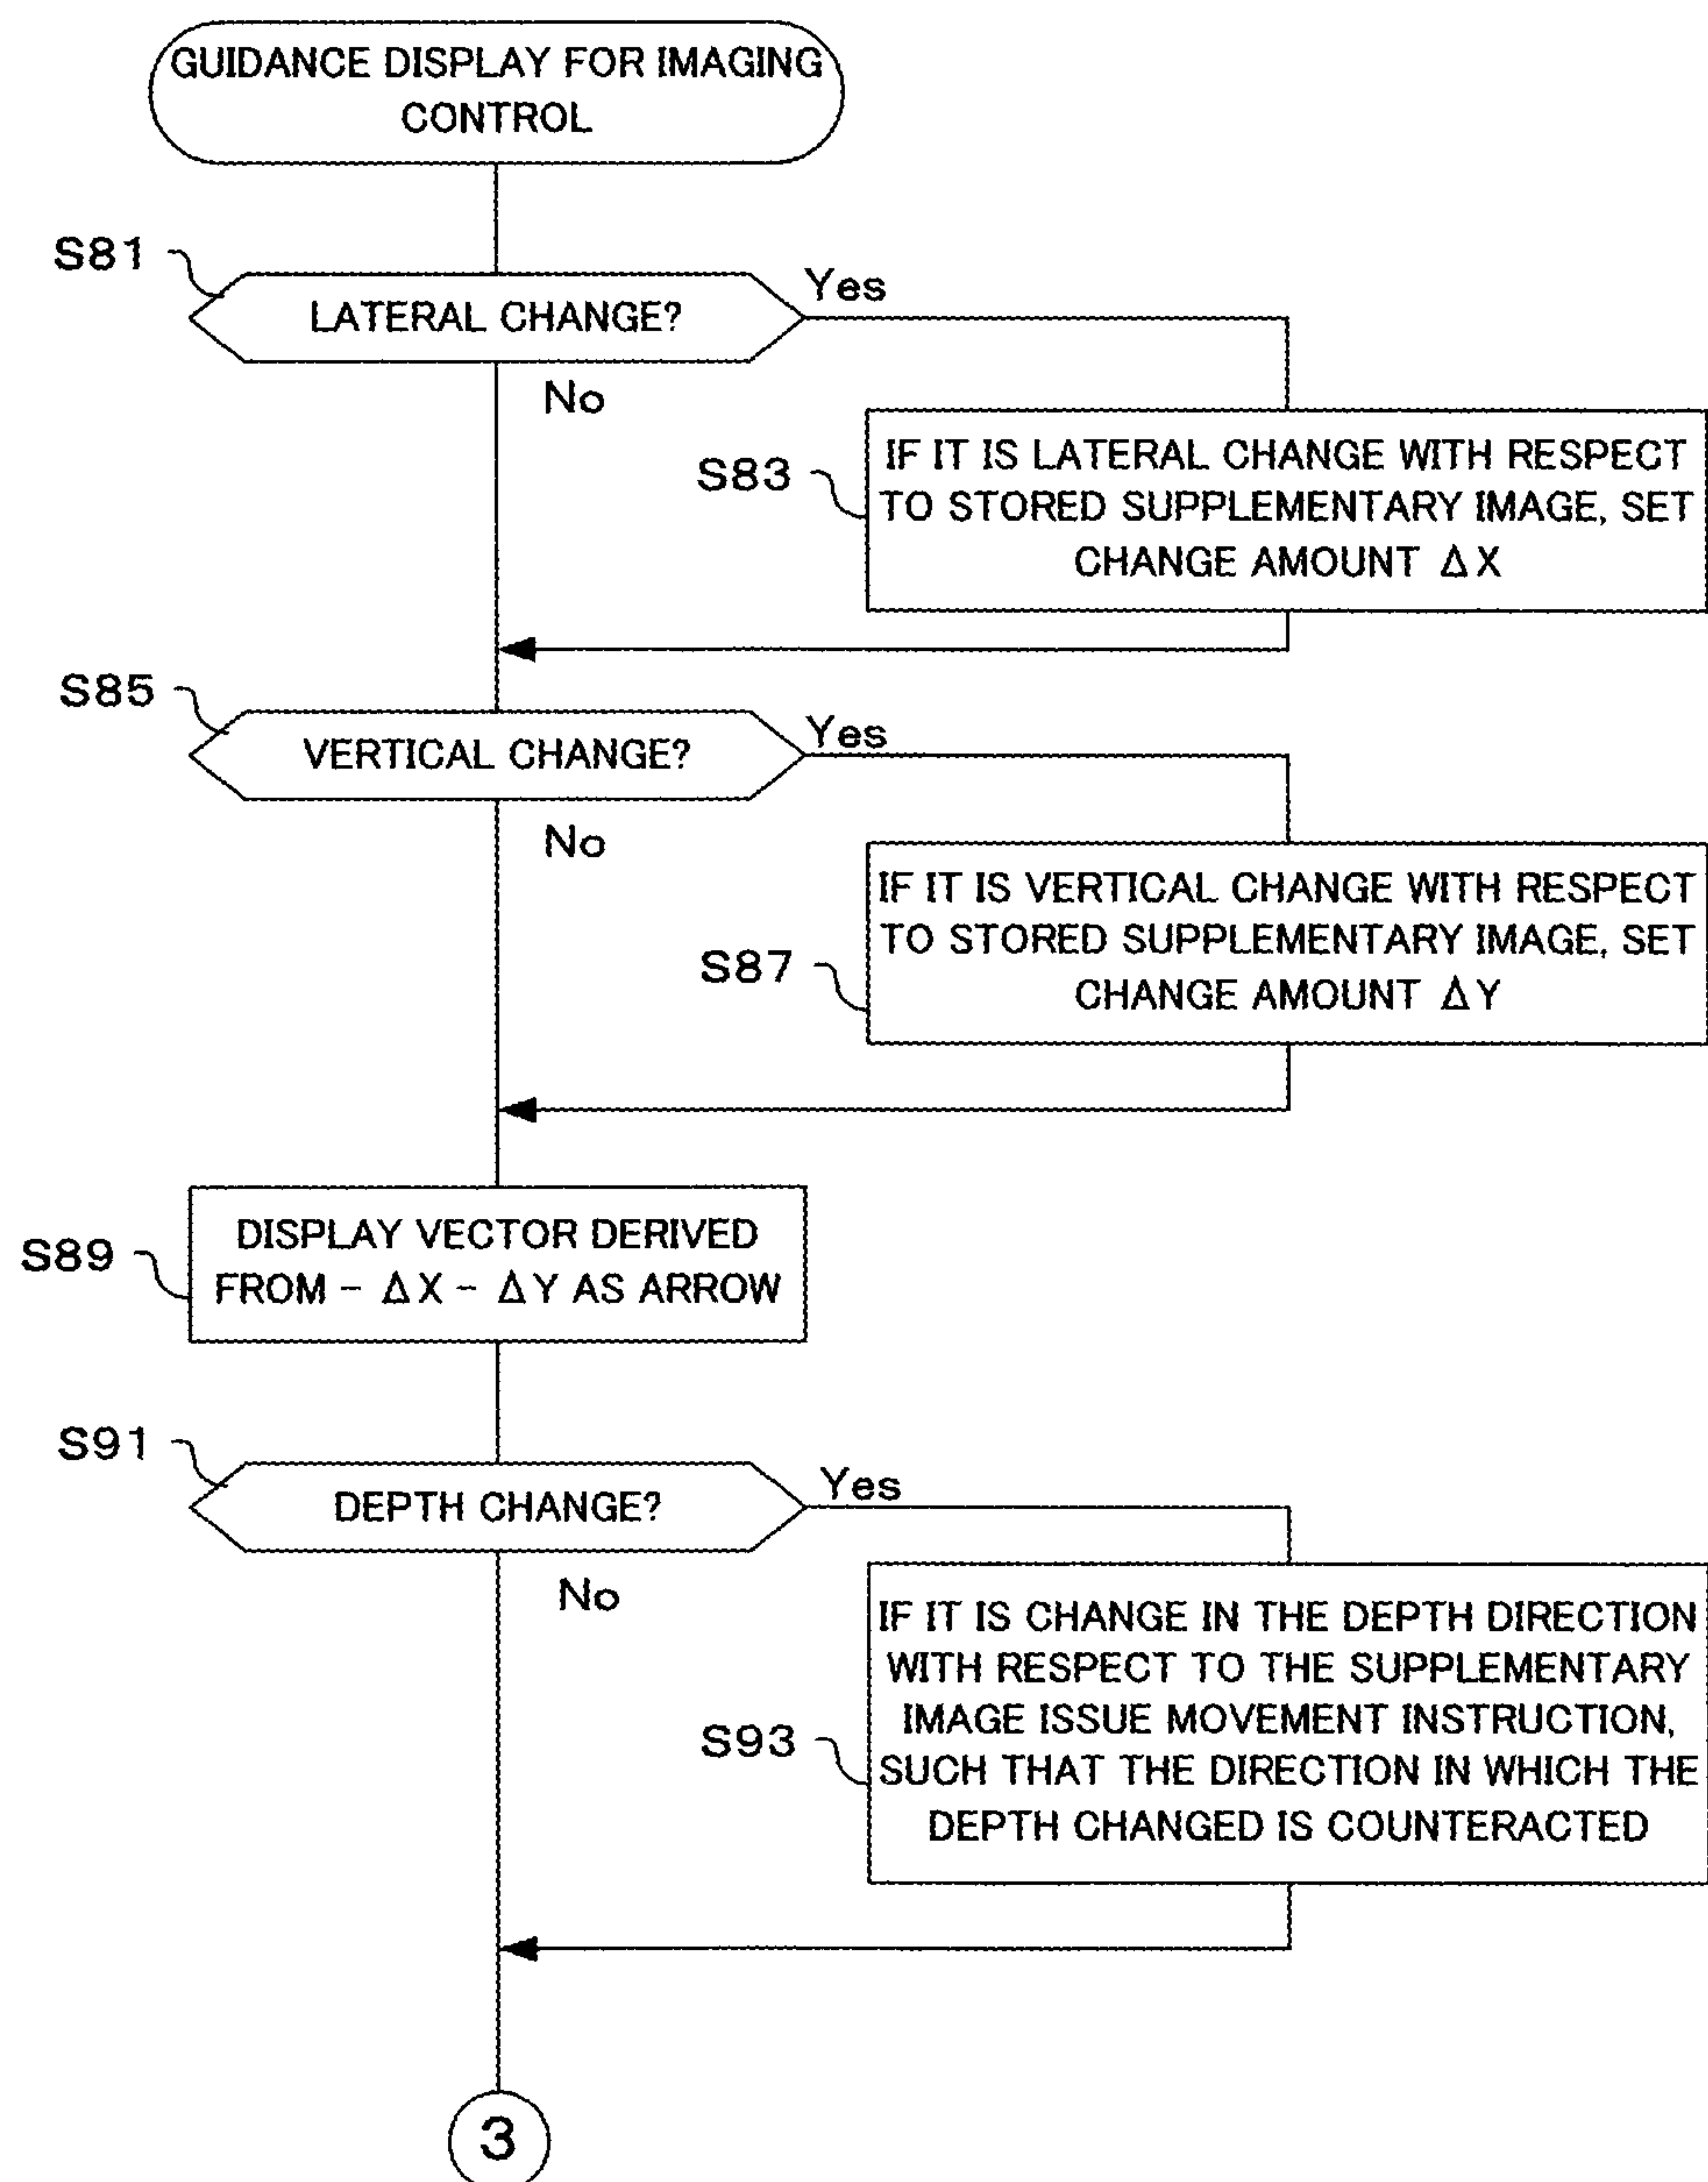 GUIDANCE DISPLAY FOR IMAGING
CONTROL
S81
LATERAL CHANGE?
Yes
No
S83
IF IT IS LATERAL CHANGE WITH RESPECT
TO STORED SUPPLEMENTARY IMAGE, SET
CHANGE AMOUNT ΔX
S85
VERTICAL CHANGE?
Yes
No
S87
IF IT IS VERTICAL CHANGE WITH RESPECT
TO STORED SUPPLEMENTARY IMAGE, SET
CHANGE AMOUNT ΔY
S89
DISPLAY VECTOR DERIVED
FROM - ΔX - ΔY AS ARROW
S91
DEPTH CHANGE?
Yes
No
S93
IF IT IS CHANGE IN THE DEPTH DIRECTION
WITH RESPECT TO THE SUPPLEMENTARY
IMAGE ISSUE MOVEMENT INSTRUCTION,
SUCH THAT THE DIRECTION IN WHICH THE
DEPTH CHANGED IS COUNTERACTED
3